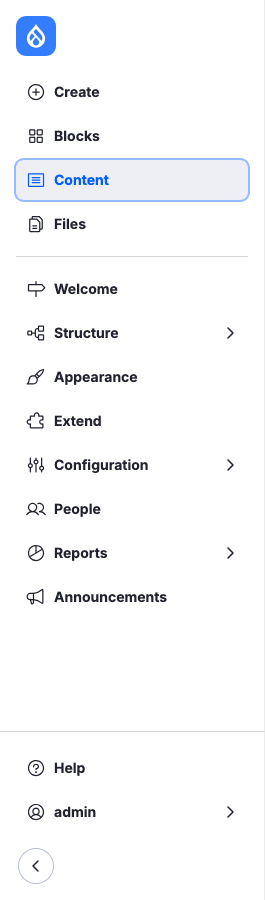 Create
Blocks
Content
Files
Welcome
Structure
Appearance
Extend
Configuration
People
Reports
Announcements
Help
admin